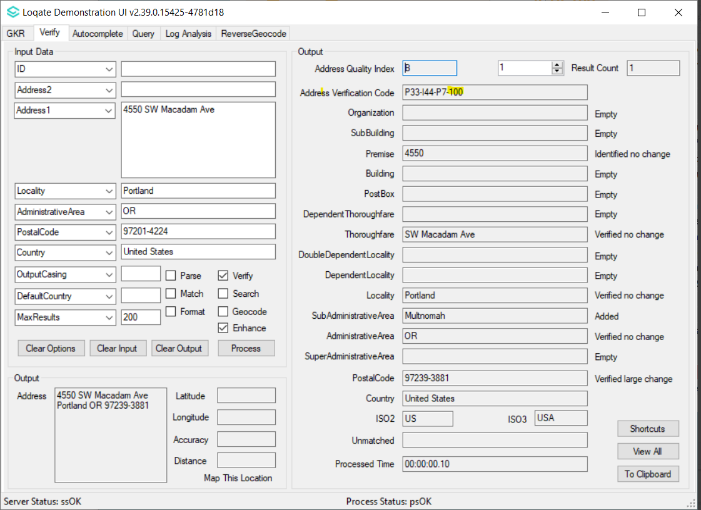 Loqate Demonstration UI v2.39.0.15425-4781d18
GKR Verify Autocomplete Query Log Analysis ReverseGeocode
Input Data
ID
Address2
Address1 4550 SW Macadam Ave
Locality Portland
AdministrativeArea OR
PostalCode 97201-4224
Country United States
OutputCasing Parse Verify
DefaultCountry Match Search
MaxResults 200 Format Geocode
Enhance
Clear Options Clear Input Clear Output Process
Output
Address 4550 SW Macadam Ave
Portland OR 97239-3881
Latitude
Longitude
Accuracy
Distance
Map This Location
Output
Address Quality Index B 1 Result Count 1
Address Verification Code P33-I44-P7-100
Organization Empty
SubBuilding Empty
Premise 4550 Identified no change
Building Empty
PostBox Empty
DependentThoroughfare Empty
Thoroughfare SW Macadam Ave Verified no change
DoubleDependentLocality Empty
DependentLocality Empty
Locality Portland Verified no change
SubAdministrativeArea Multnomah Added
AdministrativeArea OR Verified no change
SuperAdministrativeArea Empty
PostalCode 97239-3881 Verified large change
Country United States
ISO2 US ISO3 USA
Unmatched
Processed Time 00:00:00.10
Shortcuts
View All
To Clipboard
Server Status: ssOK Process Status: psOK